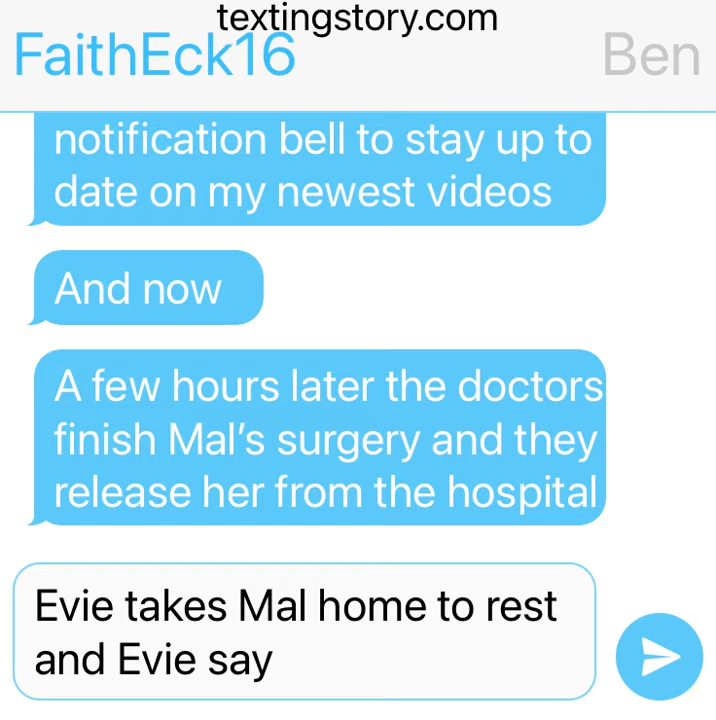 textingstory.com
FaithEck16 Ben
notification bell to stay up to
date on my newest videos
And now
A few hours later the doctors
finish Mal’s surgery and they
release her from the hospital
Evie takes Mal home to rest
and Evie say